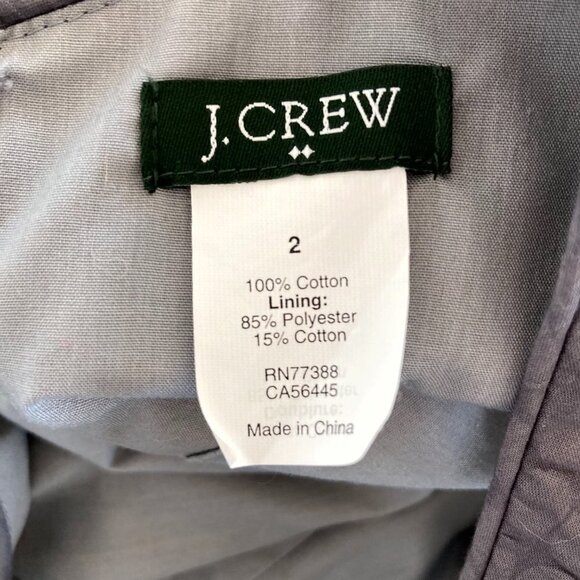 J.CREW
2
100% Cotton
Lining:
85% Polyester
15% Cotton
RN77388
CA56445
Made in China